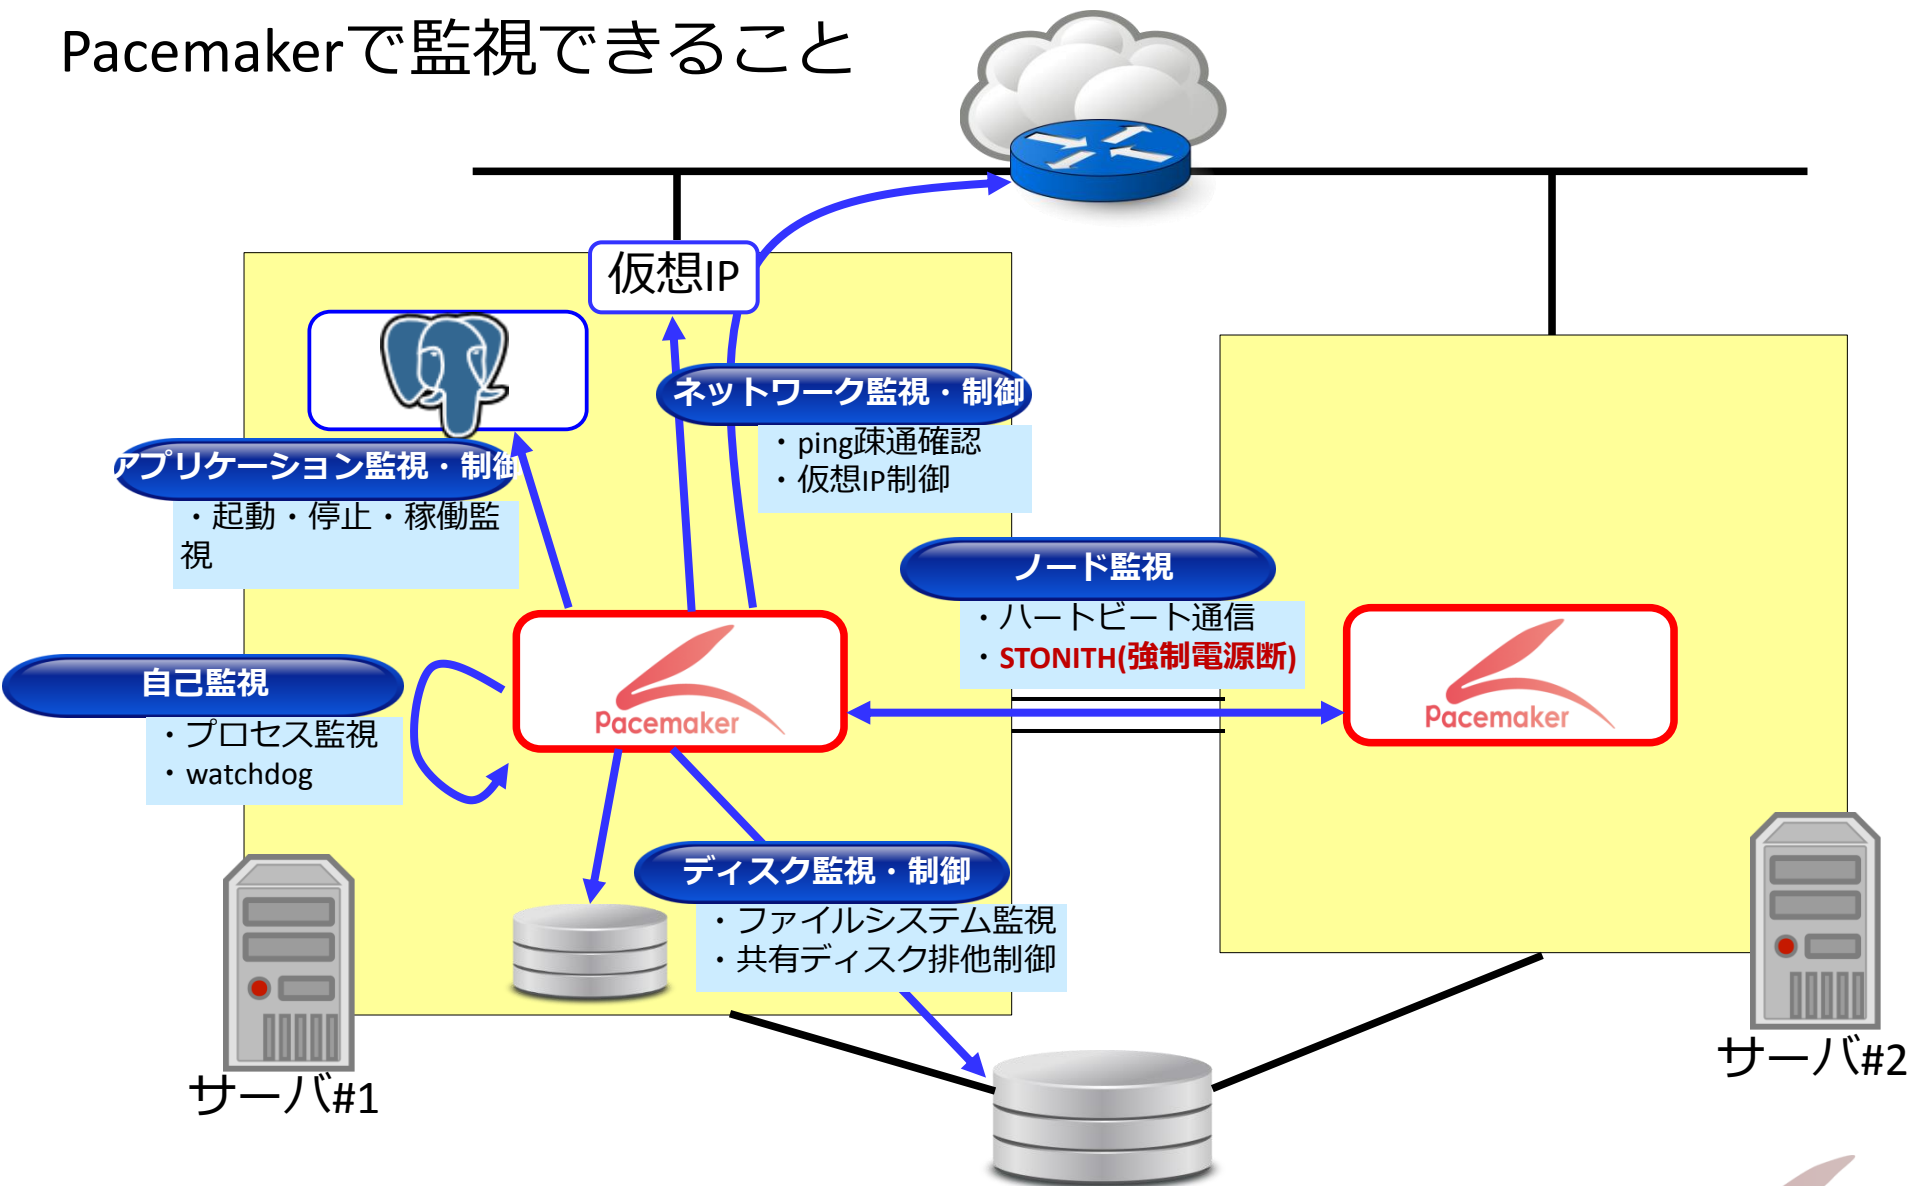 Pacemakerで監視できること
仮想IP
ネットワーク監視・制御
・ping疎通確認
・仮想IP制御
アプリケーション監視・制御
・起動・停止・稼働監
視
ノード監視
・ハートビート通信
・STONITH(強制電源断)
自己監視
・プロセス監視
・watchdog
Pacemaker
Pacemaker
ディスク監視・制御
・ファイルシステム監視
・共有ディスク排他制御
サーバ#1
サーバ#2